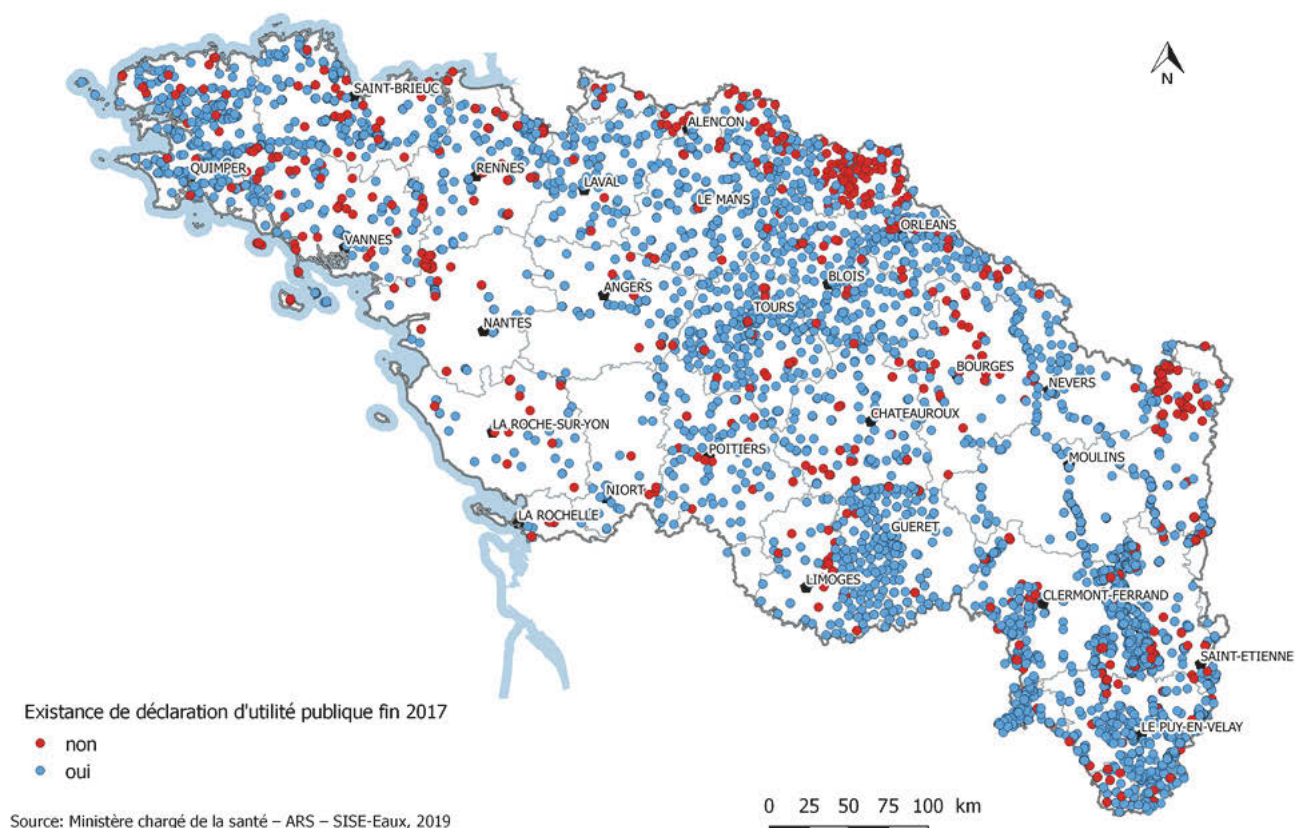 N
SAINT-BRIEUC
ALENCON
QUIMPER
RENNES
LAVAL
LE MANS
ORLEANS
VANNES
BLOIS
ANGERS
TOURS
NANTES
BOURGES
NEVERS
CHATEAUROUX
LA ROCHE-SUR-YON
POITIERS
MOULINS
NIORT
LA ROCHELLE
GUERET
LIMOGES
CLERMONT-FERRAND
SAINT-ETIENNE
LE PUY-EN-VELAY
Existance de déclaration d'utilité publique fin 2017
non
oui
0 25 50 75 100 km
Source: Ministère chargé de la santé – ARS – SISE-Eaux, 2019